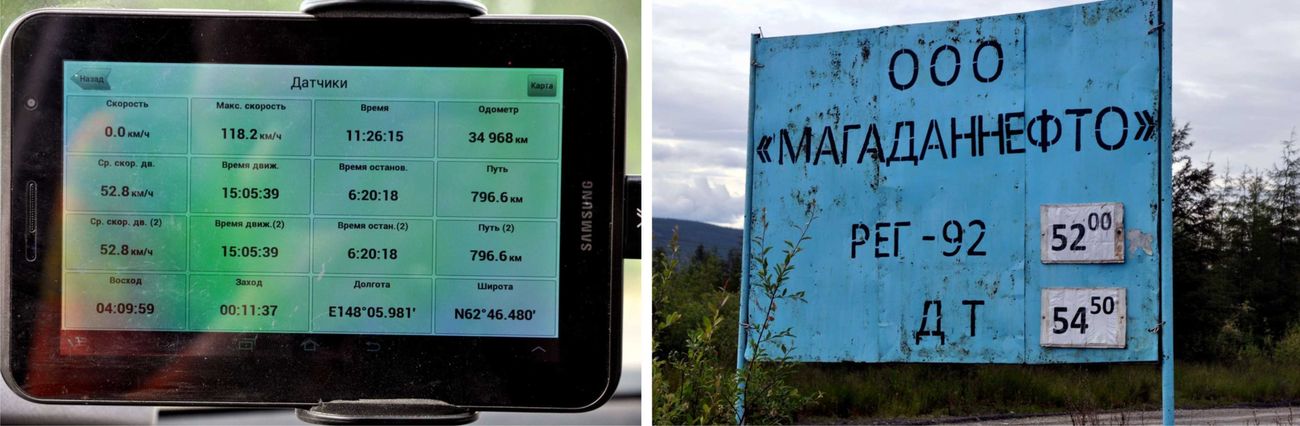 Назад
Датчики
Карта
Скорость
0.0 км/ч
Макс. скорость
118.2 км/ч
Время
11:26:15
Одометр
34 968 км
Ср. скор. дв.
52.8 км/ч
Время движ.
15:05:39
Время останов.
6:20:18
Путь
796.6 км
Ср. скор. дв. (2)
52.8 км/ч
Время движ.(2)
15:05:39
Время остан.(2)
6:20:18
Путь (2)
796.6 км
Восход
04:09:59
Заход
00:11:37
Долгота
E148°05.981'
Широта
N62°46.480'
SAMSUNG
ООО
«МАГАДАННЕФТО»
РЕГ-92 52 00
ДТ 54 50